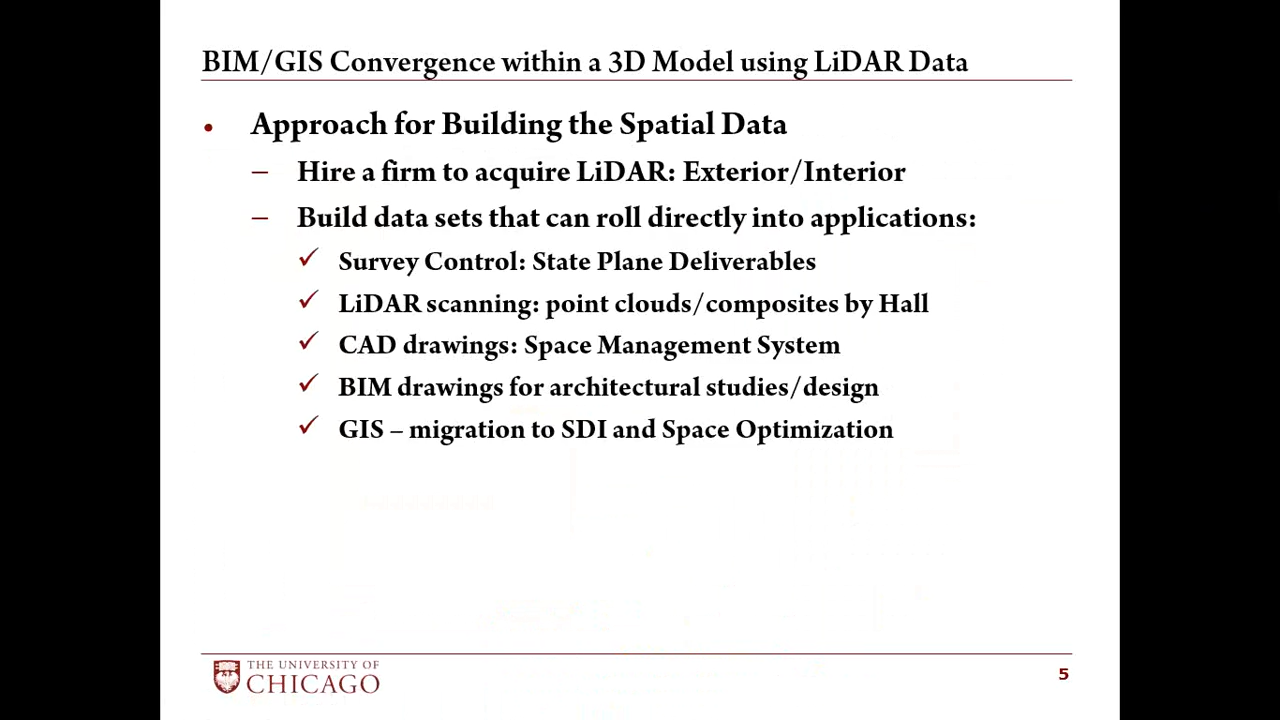 BIM/GIS Convergence within a 3D Model using LiDAR Data
• Approach for Building the Spatial Data
– Hire a firm to acquire LiDAR: Exterior/Interior
– Build data sets that can roll directly into applications:
✓ Survey Control: State Plane Deliverables
✓ LiDAR scanning: point clouds/composites by Hall
✓ CAD drawings: Space Management System
✓ BIM drawings for architectural studies/design
✓ GIS – migration to SDI and Space Optimization
THE UNIVERSITY OF
CHICAGO
5